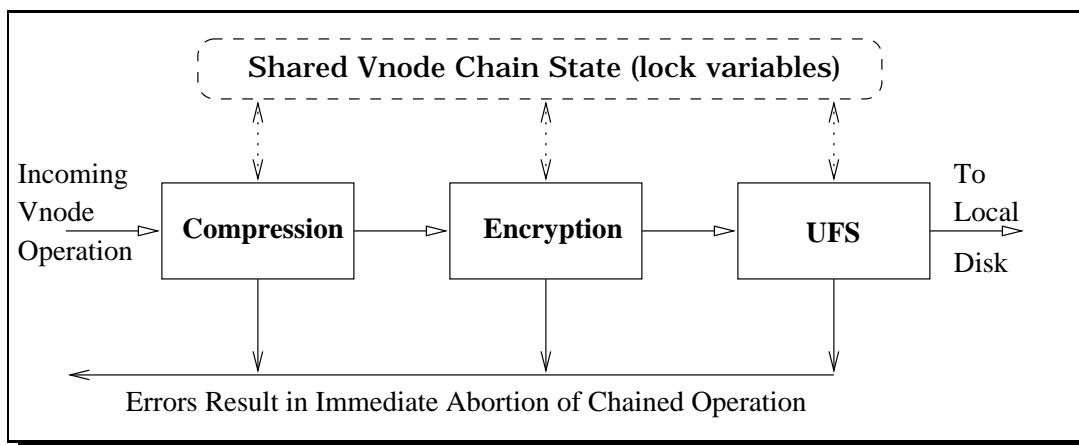 Shared Vnode Chain State (lock variables)
Incoming
Vnode
Operation
Compression
Encryption
UFS
To
Local
Disk
Errors Result in Immediate Abortion of Chained Operation